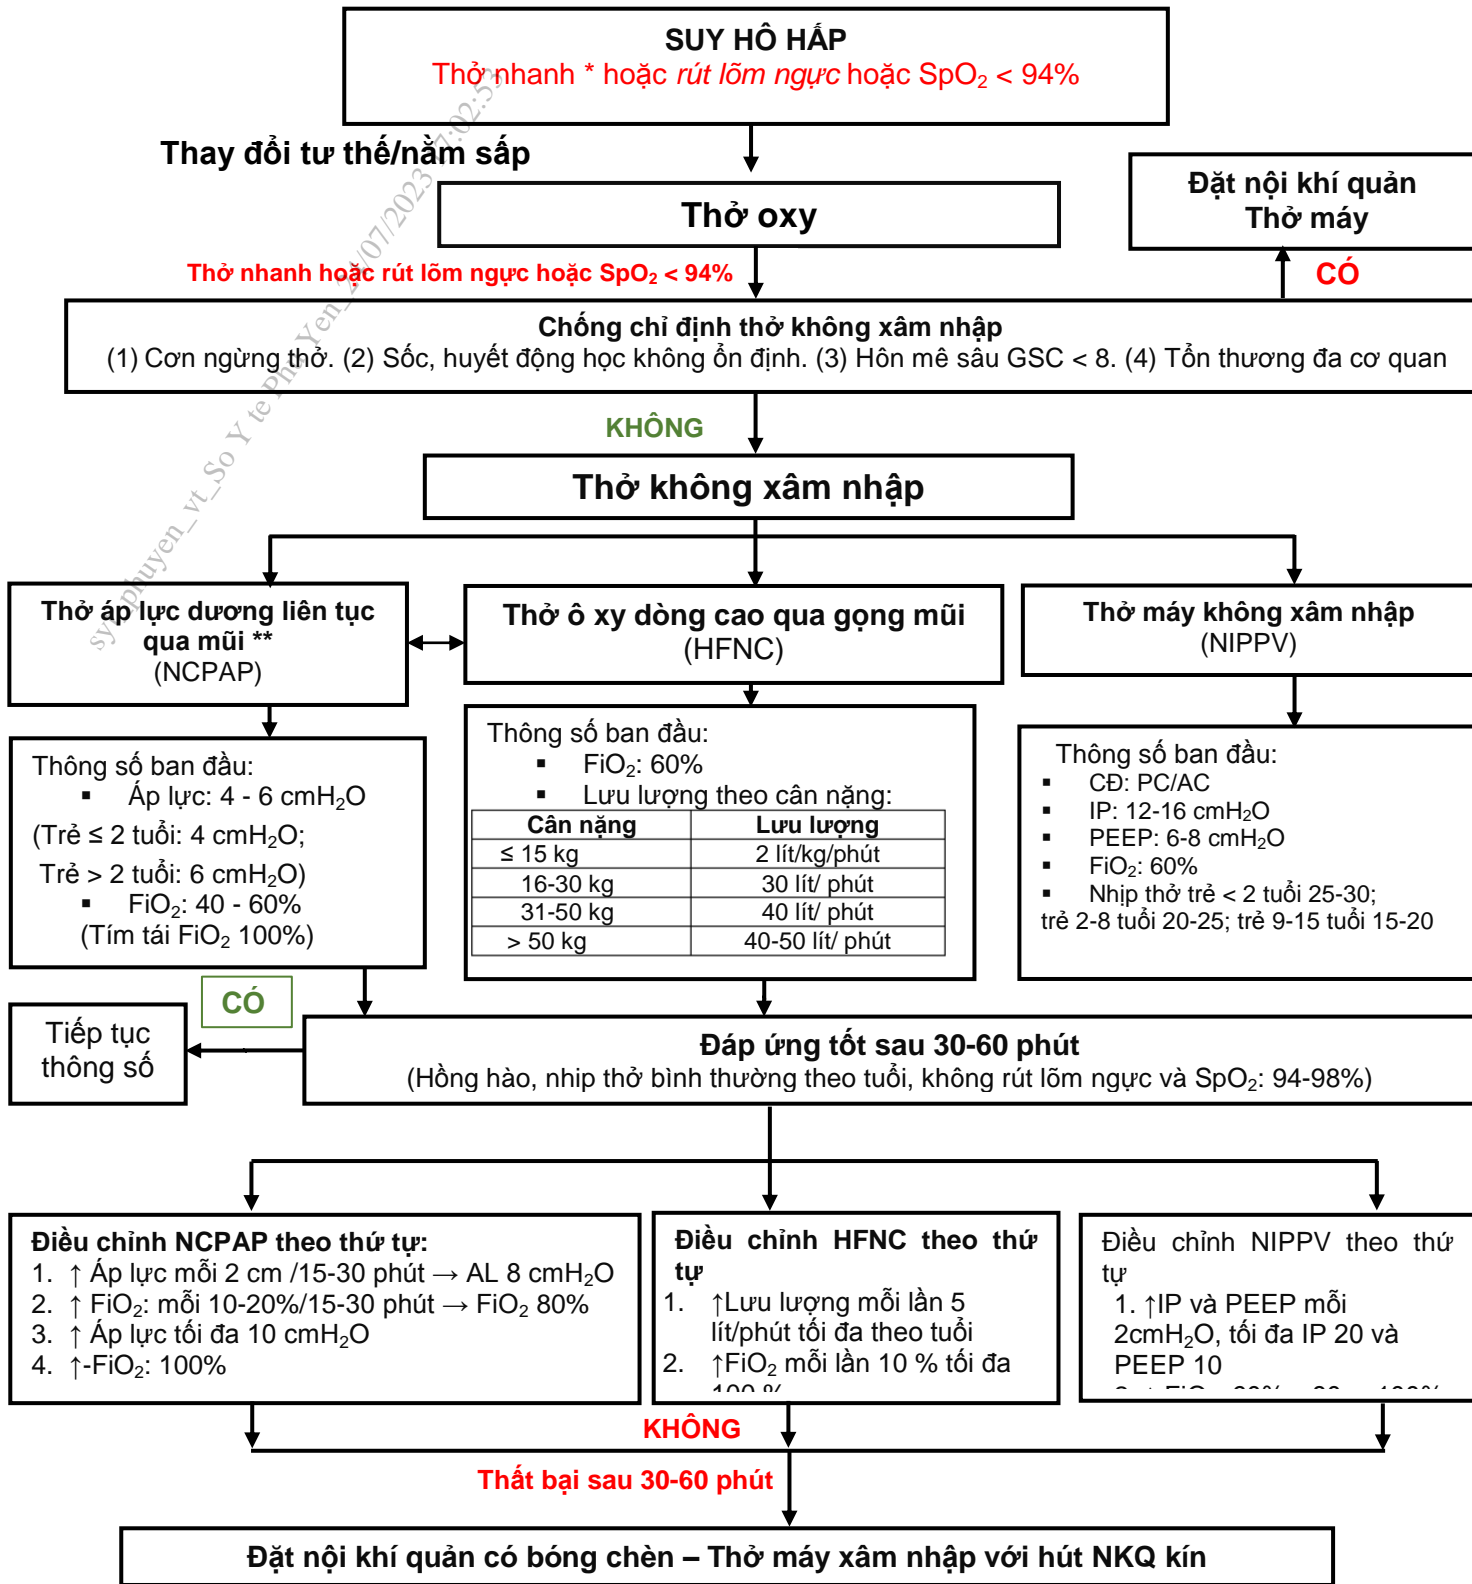 SUY HÔ HẤP
Thở nhanh * hoặc rút lõm ngực hoặc SpO₂ < 94%
Thay đổi tư thế/nằm sấp
Thở oxy
Đặt nội khí quản
Thở máy
Thở nhanh hoặc rút lõm ngực hoặc SpO₂ < 94%
CÓ
Chống chỉ định thở không xâm nhập
(1) Cơn ngừng thở. (2) Sốc, huyết động học không ổn định. (3) Hôn mê sâu GSC < 8. (4) Tổn thương đa cơ quan
KHÔNG
Thở không xâm nhập
Thở áp lực dương liên tục
qua mũi **
(NCPAP)
Thở ô xy dòng cao qua gọng mũi
(HFNC)
Thở máy không xâm nhập
(NIPPV)
Thông số ban đầu:
▪ Áp lực: 4 - 6 cmH₂O
(Trẻ ≤ 2 tuổi: 4 cmH₂O;
Trẻ > 2 tuổi: 6 cmH₂O)
▪ FiO₂: 40 - 60%
(Tím tái FiO₂ 100%)
Thông số ban đầu:
▪ FiO₂: 60%
▪ Lưu lượng theo cân nặng:
Cân nặng Lưu lượng
≤ 15 kg 2 lít/kg/phút
16-30 kg 30 lít/ phút
31-50 kg 40 lít/ phút
> 50 kg 40-50 lít/ phút
Thông số ban đầu:
▪ CĐ: PC/AC
▪ IP: 12-16 cmH₂O
▪ PEEP: 6-8 cmH₂O
▪ FiO₂: 60%
▪ Nhịp thở trẻ < 2 tuổi 25-30;
trẻ 2-8 tuổi 20-25; trẻ 9-15 tuổi 15-20
CÓ
Tiếp tục
thông số
Đáp ứng tốt sau 30-60 phút
(Hồng hào, nhip thở bình thường theo tuổi, không rút lõm ngực và SpO₂: 94-98%)
Điều chỉnh NCPAP theo thứ tự:
1. ↑ Áp lực mỗi 2 cm /15-30 phút → AL 8 cmH₂O
2. ↑ FiO₂: mỗi 10-20%/15-30 phút → FiO₂ 80%
3. ↑ Áp lực tối đa 10 cmH₂O
4. ↑-FiO₂: 100%
Điều chỉnh HFNC theo thứ
tự
1. ↑Lưu lượng mỗi lần 5
lít/phút tối đa theo tuổi
2. ↑FiO₂ mỗi lần 10 % tối đa
100 %
Điều chỉnh NIPPV theo thứ
tự
1. ↑IP và PEEP mỗi
2cmH₂O, tối đa IP 20 và
PEEP 10
KHÔNG
Thất bại sau 30-60 phút
Đặt nội khí quản có bóng chèn – Thở máy xâm nhập với hút NKQ kín